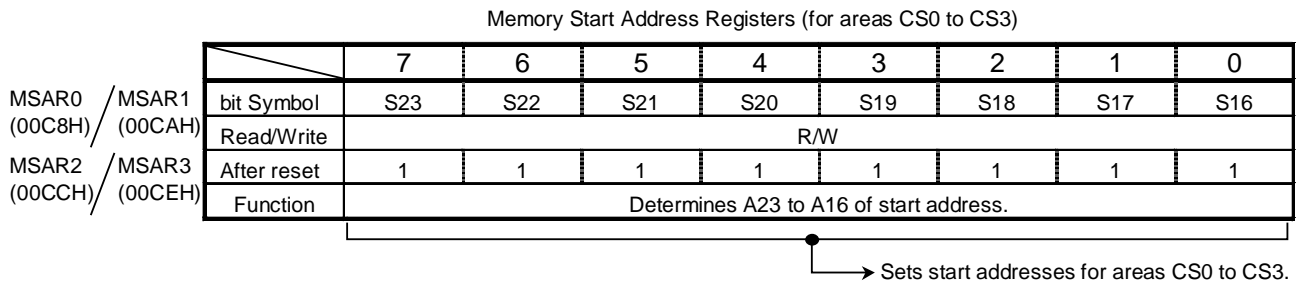 Memory Start Address Registers (for areas CS0 to CS3)
7 6 5 4 3 2 1 0
MSAR0 / MSAR1 bit Symbol S23 S22 S21 S20 S19 S18 S17 S16
(00C8H) (00CAH) Read/Write R/W
MSAR2 / MSAR3 After reset 1 1 1 1 1 1 1 1
(00CCH) (00CEH) Function Determines A23 to A16 of start address.
Sets start addresses for areas CS0 to CS3.